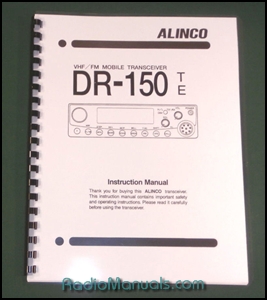 ALINCO
VHF/FM MOBILE TRANSCEIVER
DR-150 T E
Instruction Manual
Thank you for buying this ALINCO transceiver.
This instruction manual contains important safety
and operating instructions. Please read it carefully
before using the transceiver.
RadioManuals.com